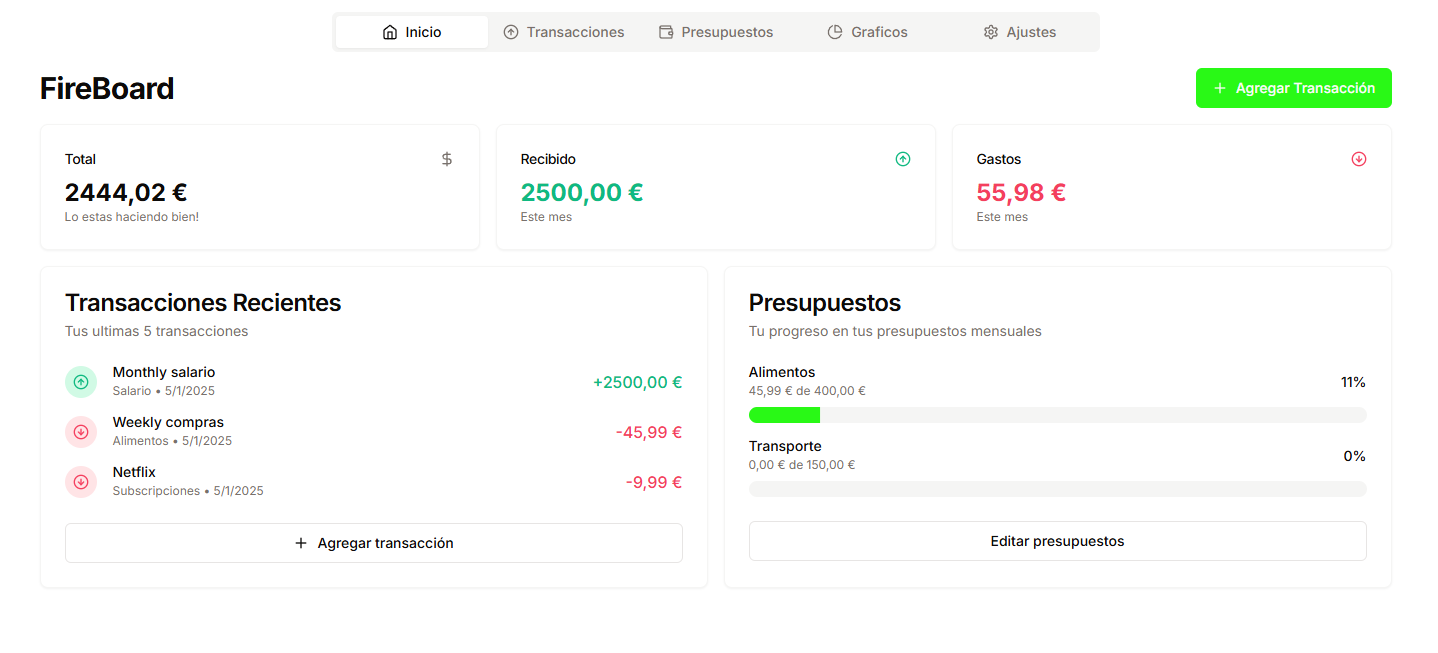 Inicio
Transacciones
Presupuestos
Graficos
Ajustes
FireBoard
+ Agregar Transacción
Total
$
2444,02 €
Lo estas haciendo bien!
Recibido
2500,00 €
Este mes
Gastos
55,98 €
Este mes
Transacciones Recientes
Tus ultimas 5 transacciones
Monthly salario
Salario • 5/1/2025
+2500,00 €
Weekly compras
Alimentos • 5/1/2025
-45,99 €
Netflix
Subscripciones • 5/1/2025
-9,99 €
+ Agregar transacción
Presupuestos
Tu progreso en tus presupuestos mensuales
Alimentos
45,99 € de 400,00 €
11%
Transporte
0,00 € de 150,00 €
0%
Editar presupuestos